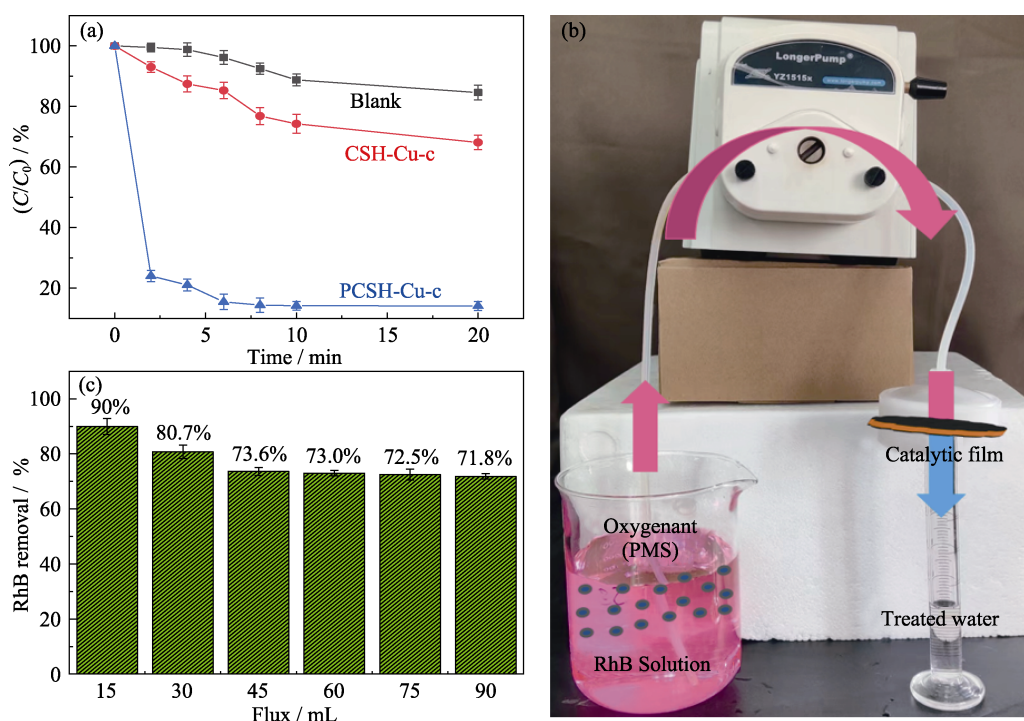 (a)
100
80
60
40
20
(C/C0) / %
Blank
CSH-Cu-c
PCSH-Cu-c
0
5
10
15
20
Time / min
(b)
LongerPump®
YZ1515x
Catalytic film
Oxygenant
(PMS)
Treated water
RhB Solution
(c)
100
80
60
40
20
0
RhB removal / %
90%
80.7%
73.6%
73.0%
72.5%
71.8%
15
30
45
60
75
90
Flux / mL